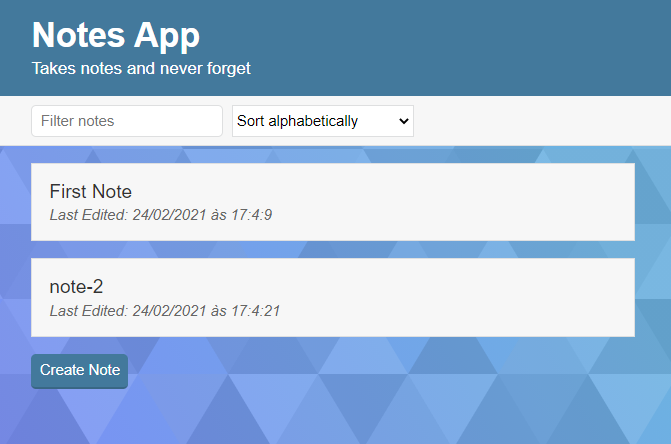 Notes App
Takes notes and never forget
Filter notes
Sort alphabetically
First Note
Last Edited: 24/02/2021 às 17:4:9
note-2
Last Edited: 24/02/2021 às 17:4:21
Create Note